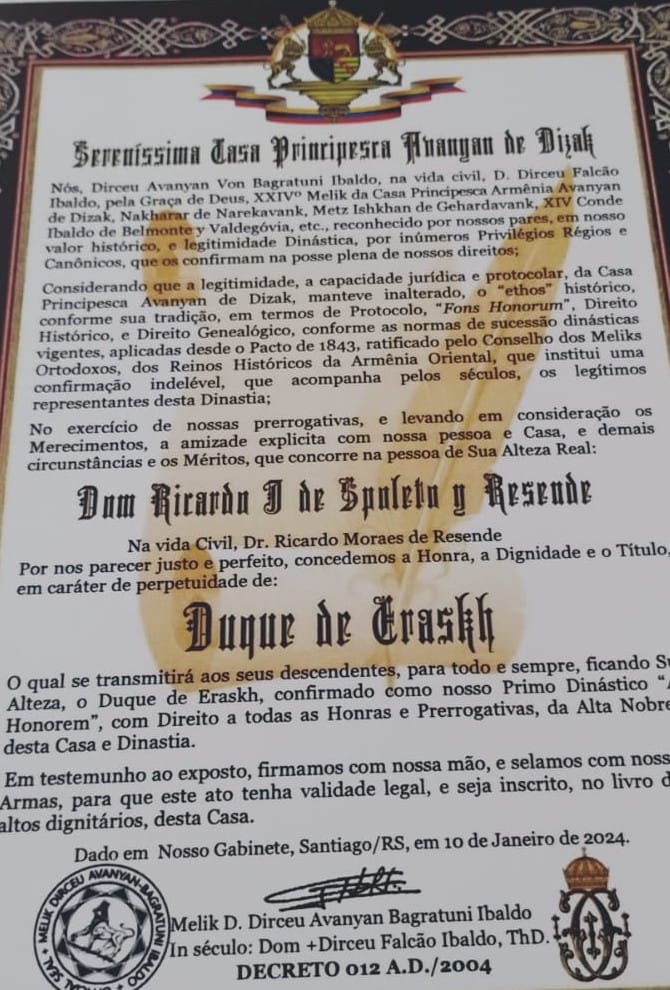 Sereníssima Casa Principesca Avanyan de Dizak
Nós, Dirceu Avanyan Von Bagratuni Ibaldo, na vida civil, D. Dirceu Falcão
Ibaldo, pela Graça de Deus, XXIVº Melik da Casa Principesca Armênia Avanyan
de Dizak, Nakharar de Narekavank, Metz Ishkhan de Gehardavank, XIV Conde
Ibaldo de Belmonte y Valdegóvia, etc., reconhecido por nossos pares, em nosso
valor histórico, e legitimidade Dinástica, por inúmeros Privilégios Régios e
Canônicos, que os confirmam na posse plena de nossos direitos;
Considerando que a legitimidade, a capacidade jurídica e protocolar, da Casa
Principesca Avanyan de Dizak, manteve inalterado, o "ethos" histórico,
conforme sua tradição, em termos de Protocolo, "Fons Honorum", Direito
Histórico, e Direito Genealógico, conforme as normas de sucessão dinásticas
vigentes, aplicadas desde o Pacto de 1843, ratificado pelo Conselho dos Meliks
Ortodoxos, dos Reinos Históricos da Armênia Oriental, que institui uma
confirmação indelével, que acompanha pelos séculos, os legítimos
representantes desta Dinastia;
No exercício de nossas prerrogativas, e levando em consideração os
Merecimentos, a amizade explicita com nossa pessoa e Casa, e demais
circunstâncias e os Méritos, que concorre na pessoa de Sua Alteza Real:
Dom Ricardo I de Spoleto y Resende
Na vida Civil, Dr. Ricardo Moraes de Resende
Por nos parecer justo e perfeito, concedemos a Honra, a Dignidade e o Título,
em caráter de perpetuidade de:
Duque de Eraskh
O qual se transmitirá aos seus descendentes, para todo e sempre, ficando
Alteza, o Duque de Eraskh, confirmado como nosso Primo Dinástico
Honorem", com Direito a todas as Honras e Prerrogativas, da Alta
desta Casa e Dinastia.
Em testemunho ao exposto, firmamos com nossa mão, e selamos com
Armas, para que este ato tenha validade legal, e seja inscrito, no livro
altos dignitários, desta Casa.
Dado em Nosso Gabinete, Santiago/RS, em 10 de Janeiro de 2024.
MELIK DIRCEU AVANYAN-BAGRATUNI IBALDO
SEAL
Melik D. Dirceu Avanyan Bagratuni Ibaldo
In século: Dom +Dirceu Falcão Ibaldo, ThD.
DECRETO 012 A.D./2004